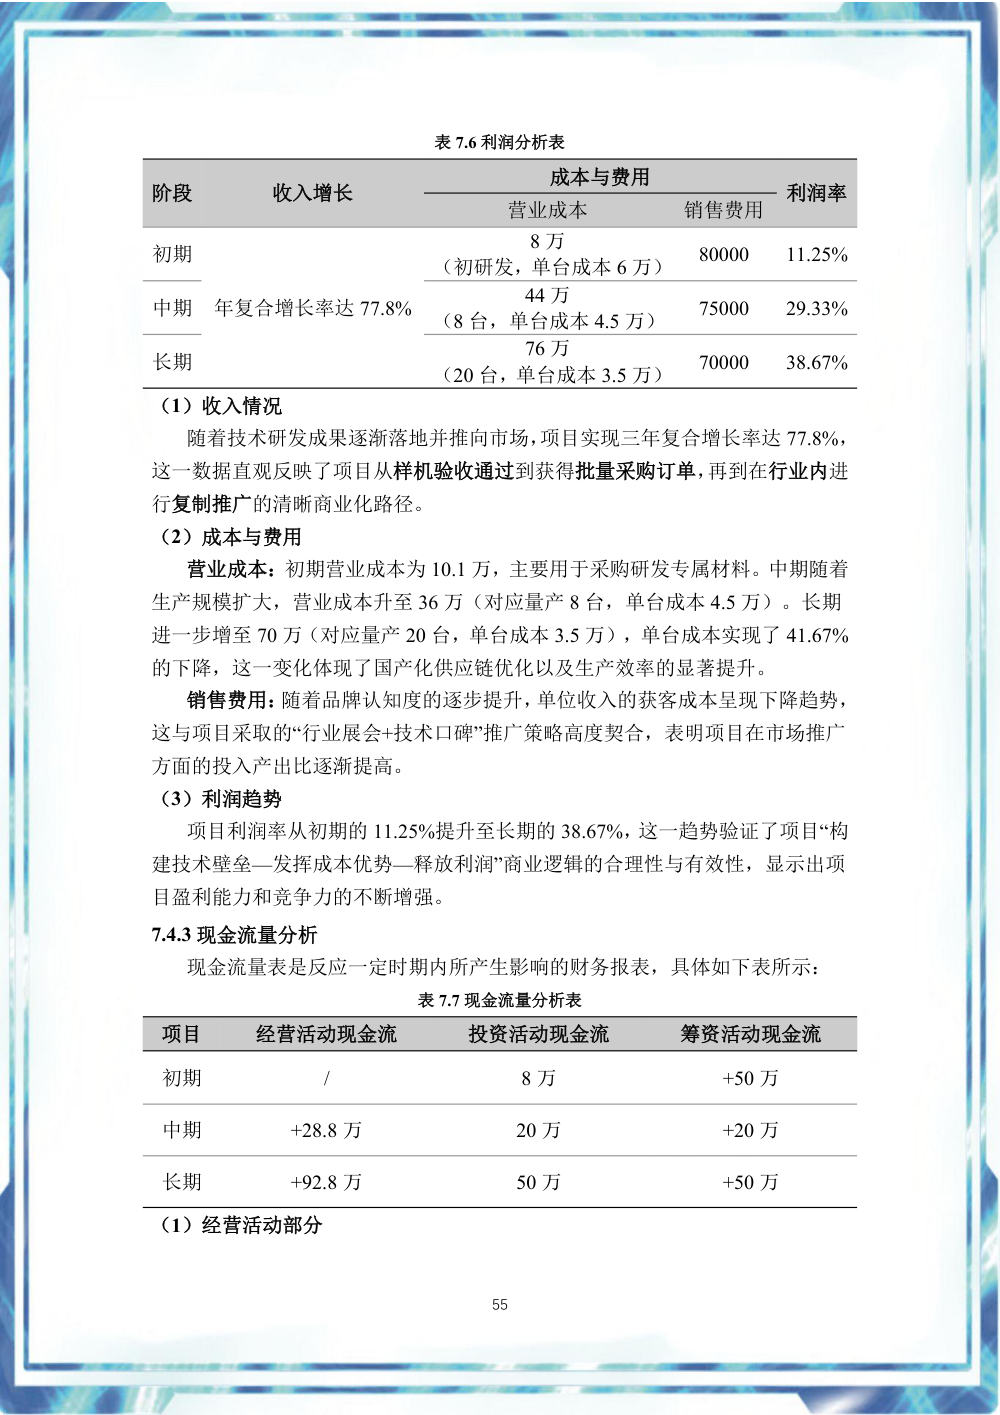 表 7.6 利润分析表
阶段 收入增长 成本与费用 利润率
营业成本 销售费用
初期 8 万 80000 11.25%
（初研发，单台成本 6 万）
中期 年复合增长率达 77.8% 44 万 75000 29.33%
（8 台，单台成本 4.5 万）
长期 76 万 70000 38.67%
（20 台，单台成本 3.5 万）
（1）收入情况
随着技术研发成果逐渐落地并推向市场，项目实现三年复合增长率达 77.8%，
这一数据直观反映了项目从样机验收通过到获得批量采购订单，再到在行业内进
行复制推广的清晰商业化路径。
（2）成本与费用
营业成本：初期营业成本为 10.1 万，主要用于采购研发专属材料。中期随着
生产规模扩大，营业成本升至 36 万（对应量产 8 台，单台成本 4.5 万）。长期
进一步增至 70 万（对应量产 20 台，单台成本 3.5 万），单台成本实现了 41.67%
的下降，这一变化体现了国产化供应链优化以及生产效率的显著提升。
销售费用：随着品牌认知度的逐步提升，单位收入的获客成本呈现下降趋势，
这与项目采取的“行业展会+技术口碑”推广策略高度契合，表明项目在市场推广
方面的投入产出比逐渐提高。
（3）利润趋势
项目利润率从初期的 11.25%提升至长期的 38.67%，这一趋势验证了项目“构
建技术壁垒—发挥成本优势—释放利润”商业逻辑的合理性与有效性，显示出项
目盈利能力和竞争力的不断增强。
7.4.3 现金流量分析
现金流量表是反应一定时期内所产生影响的财务报表，具体如下表所示：
表 7.7 现金流量分析表
项目 经营活动现金流 投资活动现金流 筹资活动现金流
初期 / 8 万 +50 万
中期 +28.8 万 20 万 +20 万
长期 +92.8 万 50 万 +50 万
（1）经营活动部分
55